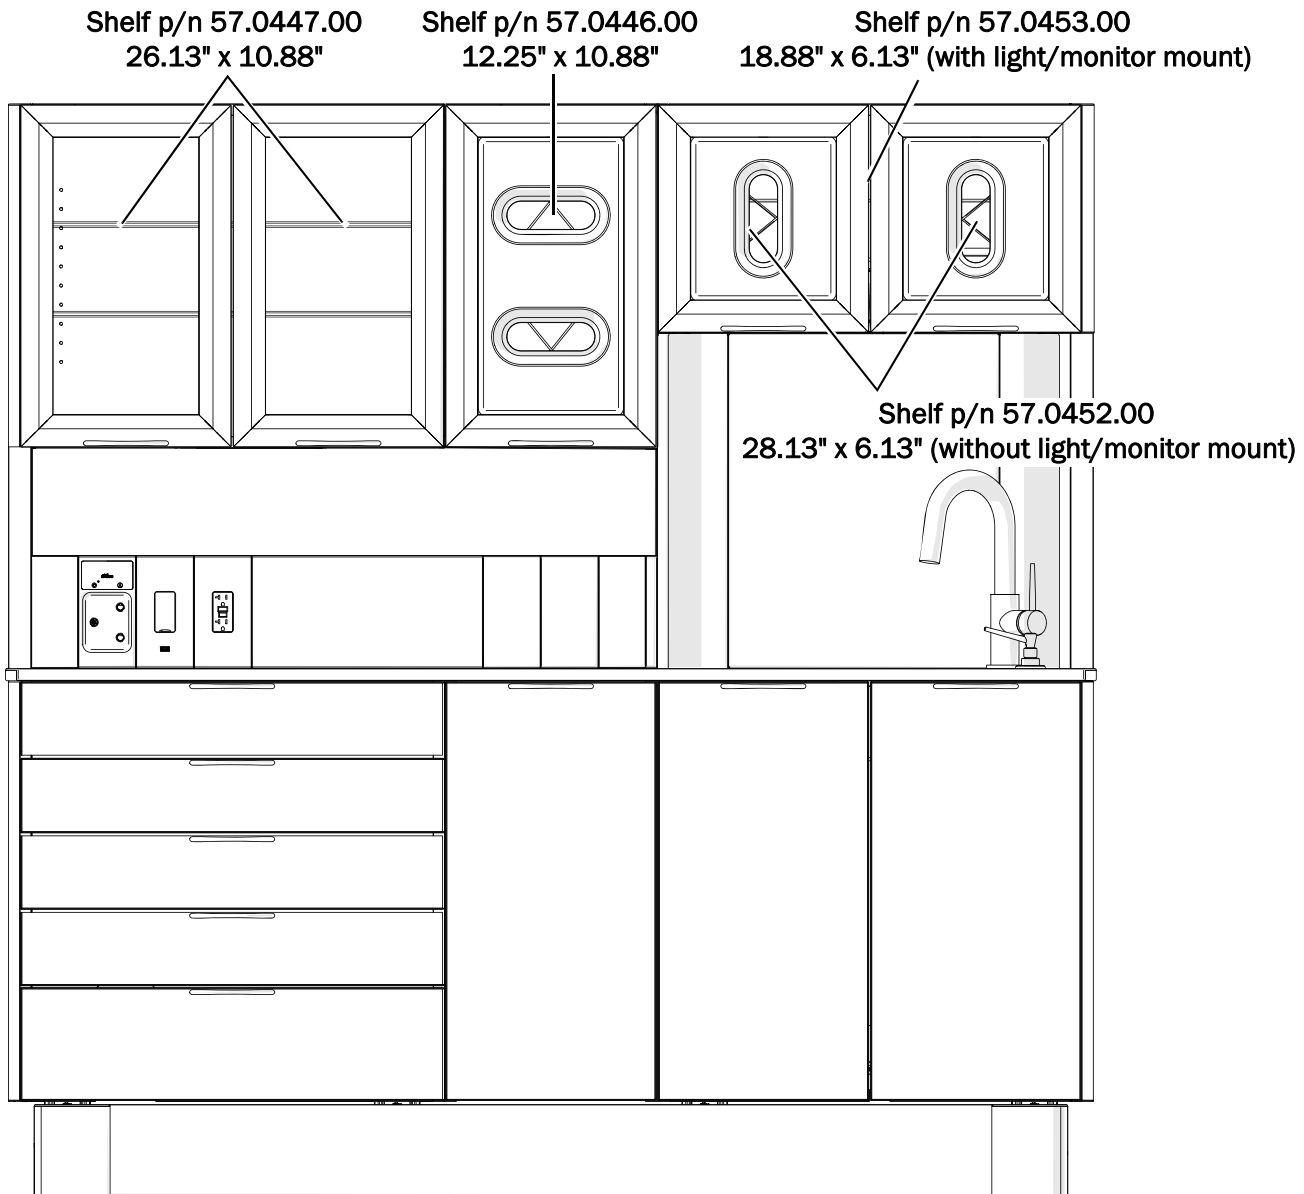 Shelf p/n 57.0447.00
26.13" x 10.88"
Shelf p/n 57.0446.00
12.25" x 10.88"
Shelf p/n 57.0453.00
18.88" x 6.13" (with light/monitor mount)
Shelf p/n 57.0452.00
28.13" x 6.13" (without light/monitor mount)